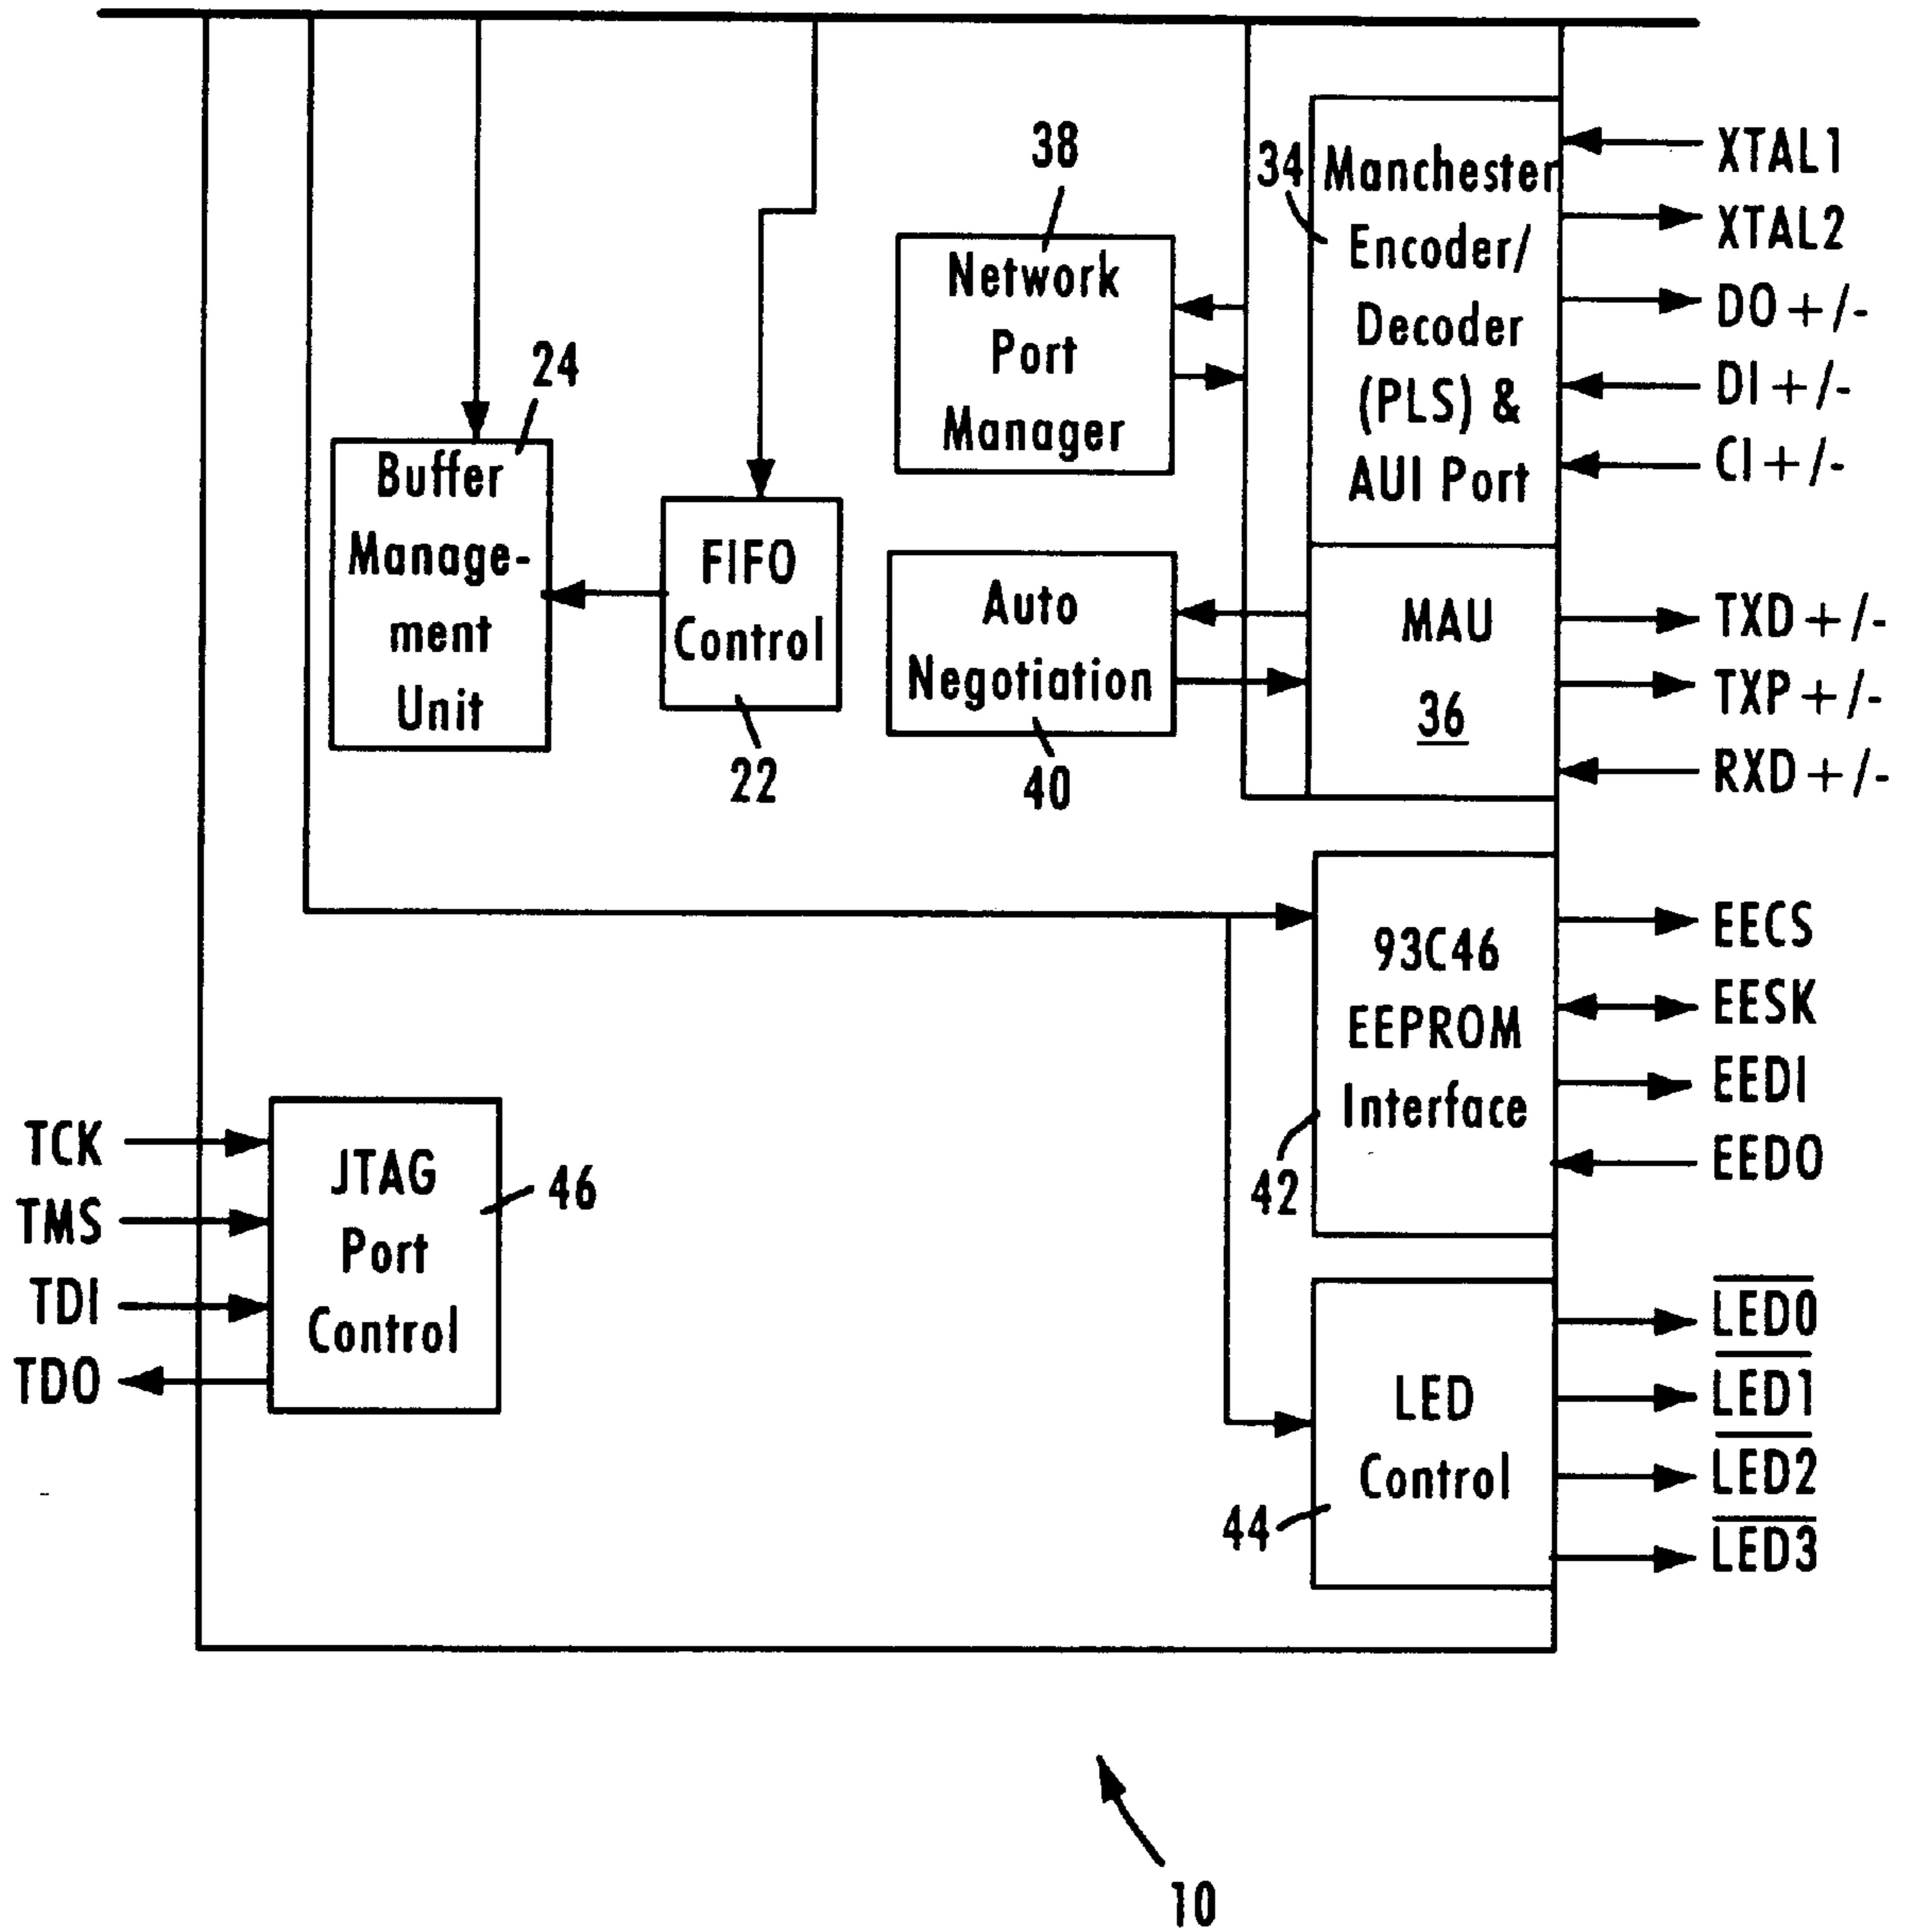 38
Network
Port
Manager
34
Manchester
Encoder/
Decoder
(PLS) &
AUI Port
XTAL1
XTAL2
DO+/-
DI+/-
CI+/-
24
Buffer
Manage-
ment
Unit
FIFO
Control
22
Auto
Negotiation
40
MAU
36
TXD+/-
TXP+/-
RXD+/-
93C46
EEPROM
Interface
42
EECS
EESK
EEDI
EEDO
TCK
TMS
TDI
TDO
JTAG
Port
Control
46
LED
Control
44
LED0
LED1
LED2
LED3
10